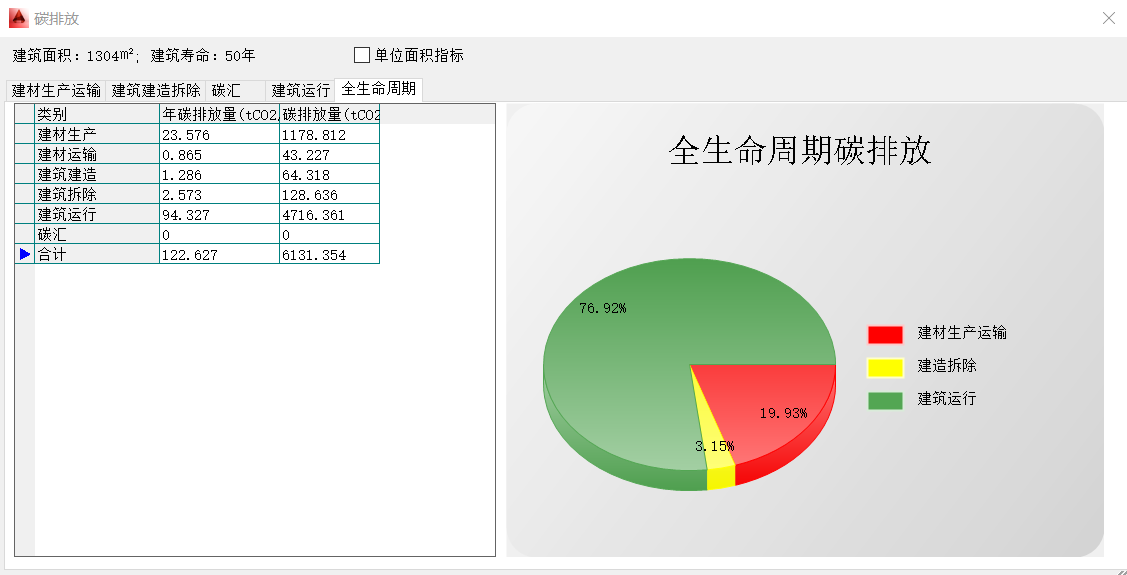 碳排放
建筑面积：1304m²；建筑寿命：50年 单位面积指标
建材生产运输 建筑建造拆除 碳汇 建筑运行 全生命周期
类别 年碳排放量(tCO2 碳排放量(tCO2
建材生产 23.576 1178.812
建材运输 0.865 43.227
建筑建造 1.286 64.318
建筑拆除 2.573 128.636
建筑运行 94.327 4716.361
碳汇 0 0
合计 122.627 6131.354
全生命周期碳排放
76.92%
19.93%
3.15%
建材生产运输
建造拆除
建筑运行